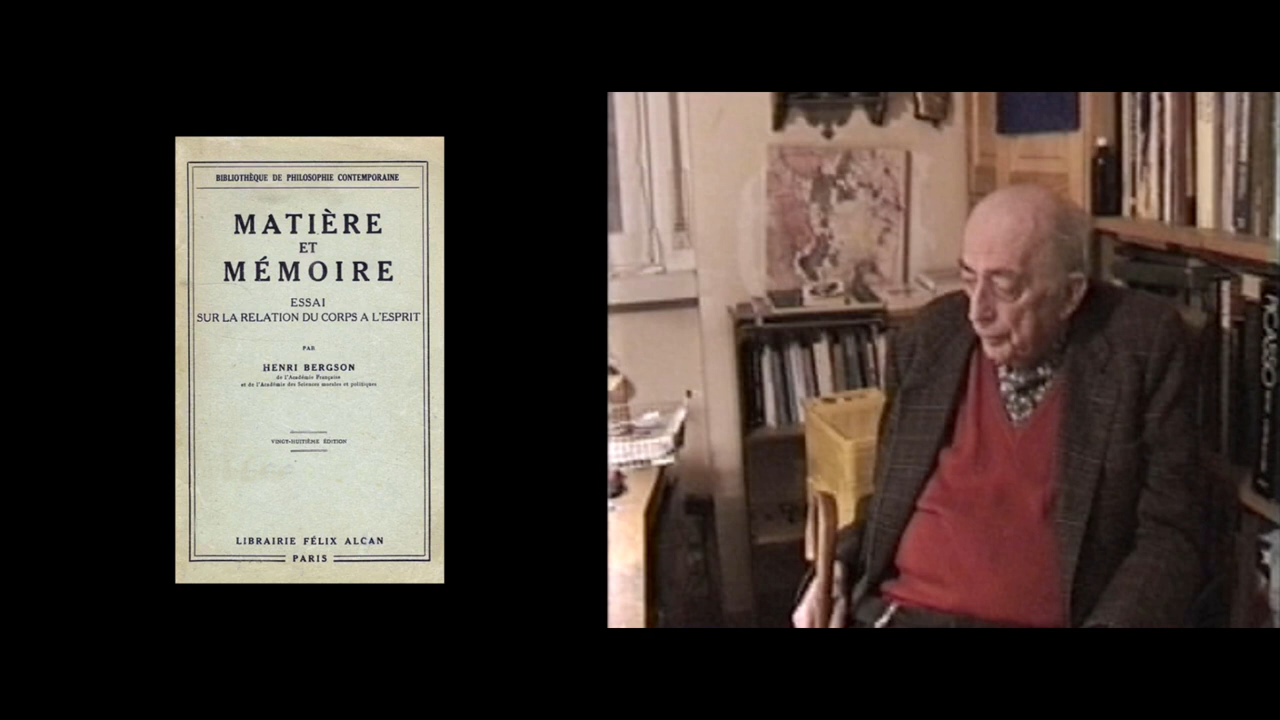 BIBLIOTHÈQUE DE PHILOSOPHIE CONTEMPORAINE
MATIÈRE
ET
MÉMOIRE
ESSAI
SUR LA RELATION DU CORPS A L'ESPRIT
PAR
HENRI BERGSON
de l'Académie Française
et de l'Académie des Sciences morales et politiques
VINGT-HUITIÈME ÉDITION
LIBRAIRIE FÉLIX ALCAN
PARIS
PICASSO